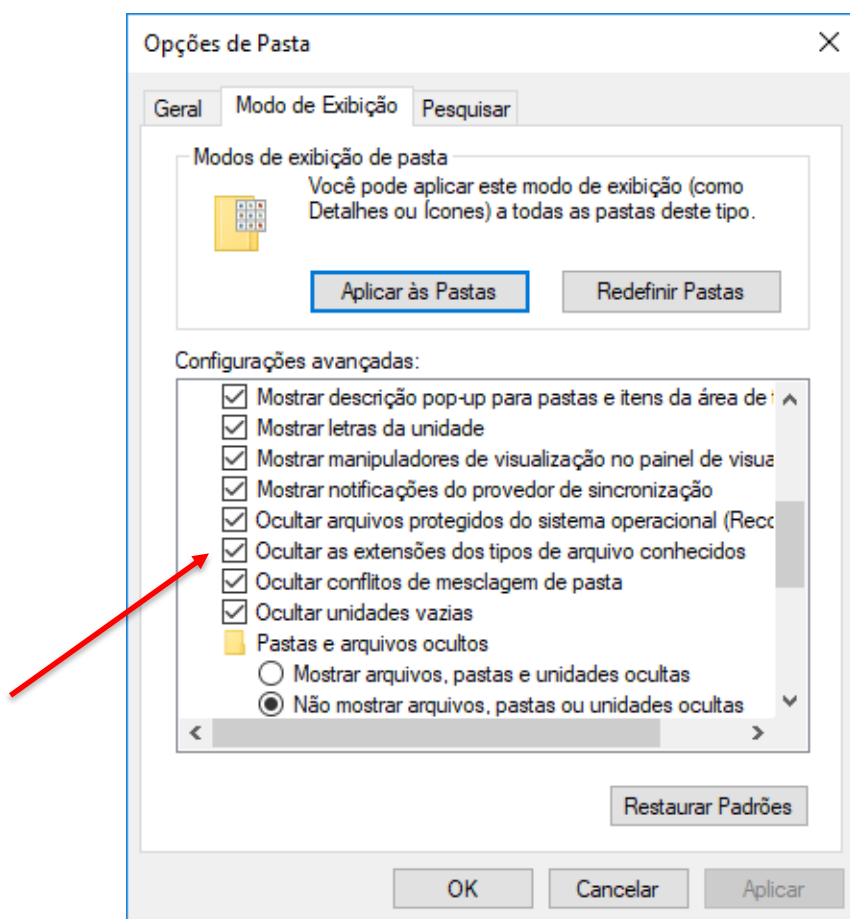 Opções de Pasta
Geral
Modo de Exibição
Pesquisar
Modos de exibição de pasta
Você pode aplicar este modo de exibição (como
Detalhes ou Ícones) a todas as pastas deste tipo.
Aplicar às Pastas
Redefinir Pastas
Configurações avançadas:
Mostrar descrição pop-up para pastas e itens da área de
Mostrar letras da unidade
Mostrar manipuladores de visualização no painel de visua
Mostrar notificações do provedor de sincronização
Ocultar arquivos protegidos do sistema operacional (Reco
Ocultar as extensões dos tipos de arquivo conhecidos
Ocultar conflitos de mesclagem de pasta
Ocultar unidades vazias
Pastas e arquivos ocultos
Mostrar arquivos, pastas e unidades ocultas
Não mostrar arquivos, pastas ou unidades ocultas
Restaurar Padrões
OK
Cancelar
Aplicar